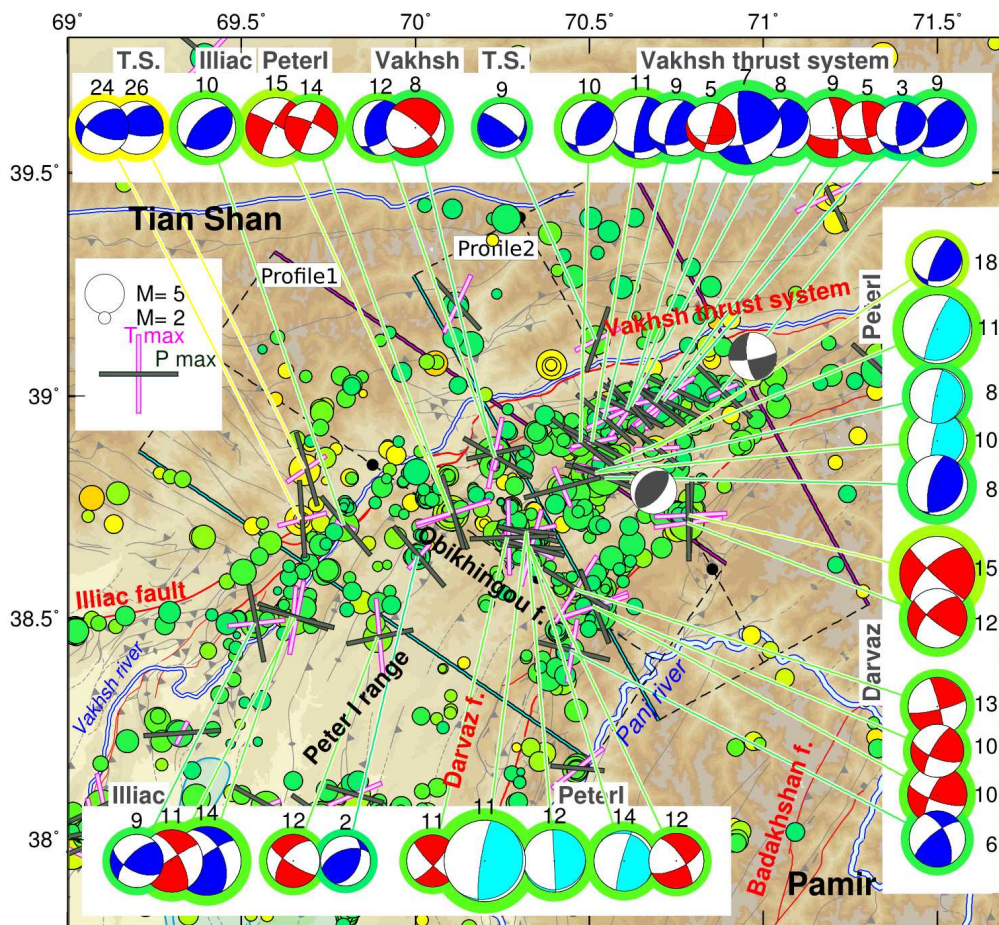 69˚ 69.5 70˚ 70.5 71˚ 71.5
T.S. Illiac PeterI Vakhsh T.S. Vakhsh thrust system
24 26 10 15 14 12 8 9 10 11 9 5 7 8 9 5 3 9
39.5˚
Tian Shan
Profile1 Profile2
M= 5
M= 2
T max
P max
Vakhsh thrust system
PeterI
18
11
8
10
8
39˚
Obikhingou f.
Illiac fault
38.5˚
15
12
Vakhsh river
Peter I range
Darvaz f.
Panj river
Badakhshan f.
Darvaz
13
10
10
6
Illiac PeterI
9 11 14 12 2 11 11 12 14 12
38˚
Pamir